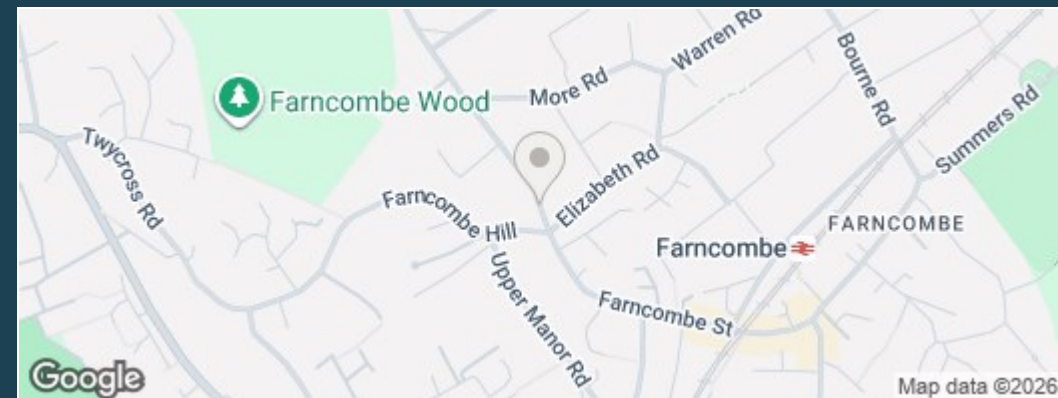 Warren Rd
Bourne Rd
More Rd
Farncombe Wood
Summers Rd
Twycross Rd
Elizabeth Rd
Farncombe Hill
FARNCOMBE
Farncombe
Upper Manor Rd
Farncombe St
Google
Map data ©2026